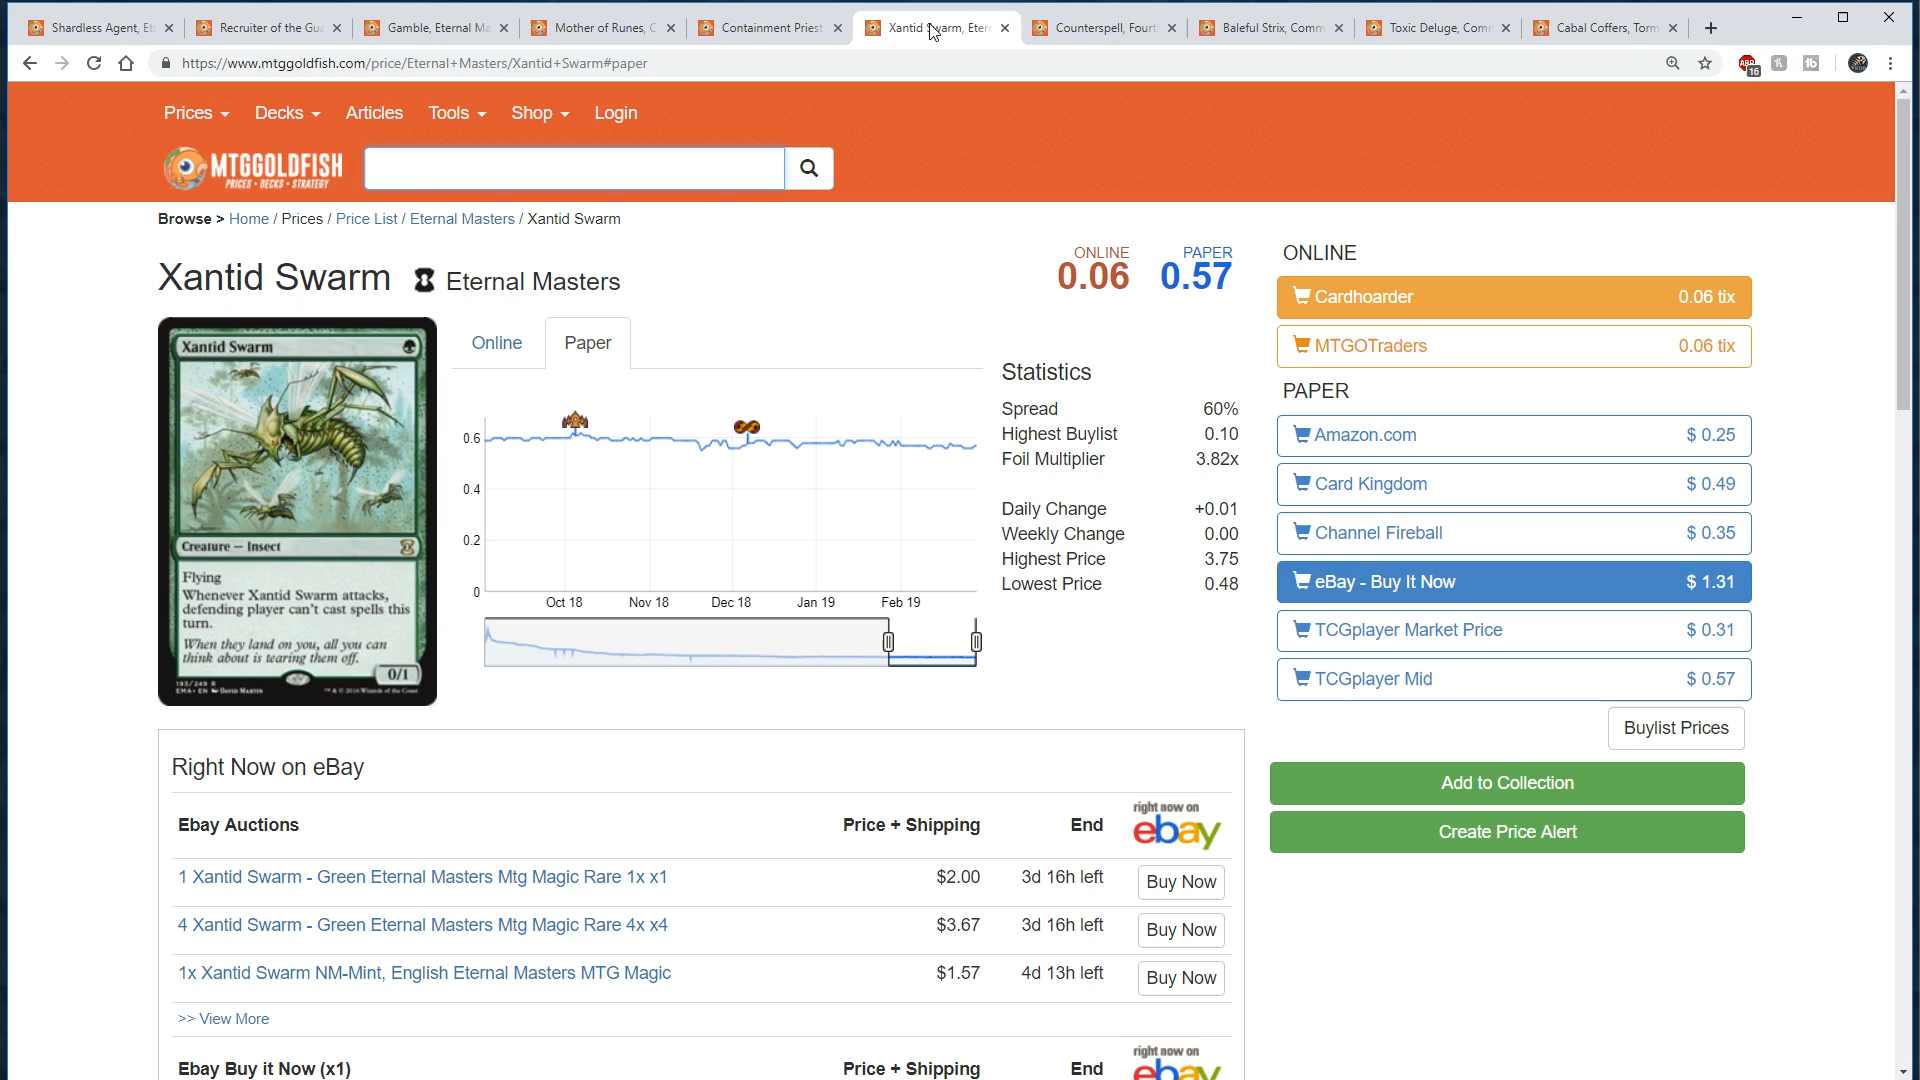 Shardless Agent, Et
Recruiter of the Gua
Gamble, Eternal Ma
Mother of Runes, C
Containment Priest
Xantid Swarm, Etern
Counterspell, Fourt
Baleful Strix, Comm
Toxic Deluge, Comm
Cabal Coffers, Torm
https://www.mtggoldfish.com/price/Eternal+Masters/Xantid+Swarm#paper
ABP
16
Prices
Decks
Articles
Tools
Shop
Login
MTGGOLDFISH
PRICES • DECKS • STRATEGY
Browse > Home / Prices / Price List / Eternal Masters / Xantid Swarm
Xantid Swarm
Eternal Masters
ONLINE
0.06
PAPER
0.57
Xantid Swarm
Creature — Insect
Flying
Whenever Xantid Swarm attacks,
defending player can't cast spells this
turn.
When they land on you, all you can
think about is tearing them off.
0/1
Online
Paper
0.6
0.4
0.2
0
Oct 18
Nov 18
Dec 18
Jan 19
Feb 19
Statistics
Spread 60%
Highest Buylist 0.10
Foil Multiplier 3.82x
Daily Change +0.01
Weekly Change 0.00
Highest Price 3.75
Lowest Price 0.48
ONLINE
Cardhoarder 0.06 tix
MTGOTraders 0.06 tix
PAPER
Amazon.com $ 0.25
Card Kingdom $ 0.49
Channel Fireball $ 0.35
eBay - Buy It Now $ 1.31
TCGplayer Market Price $ 0.31
TCGplayer Mid $ 0.57
Buylist Prices
Add to Collection
Create Price Alert
Right Now on eBay
Ebay Auctions Price + Shipping End
right now on
ebay
1 Xantid Swarm - Green Eternal Masters Mtg Magic Rare 1x x1 $2.00 3d 16h left Buy Now
4 Xantid Swarm - Green Eternal Masters Mtg Magic Rare 4x x4 $3.67 3d 16h left Buy Now
1x Xantid Swarm NM-Mint, English Eternal Masters MTG Magic $1.57 4d 13h left Buy Now
>> View More
Ebay Buy it Now (x1) Price + Shipping End
right now on
ebay